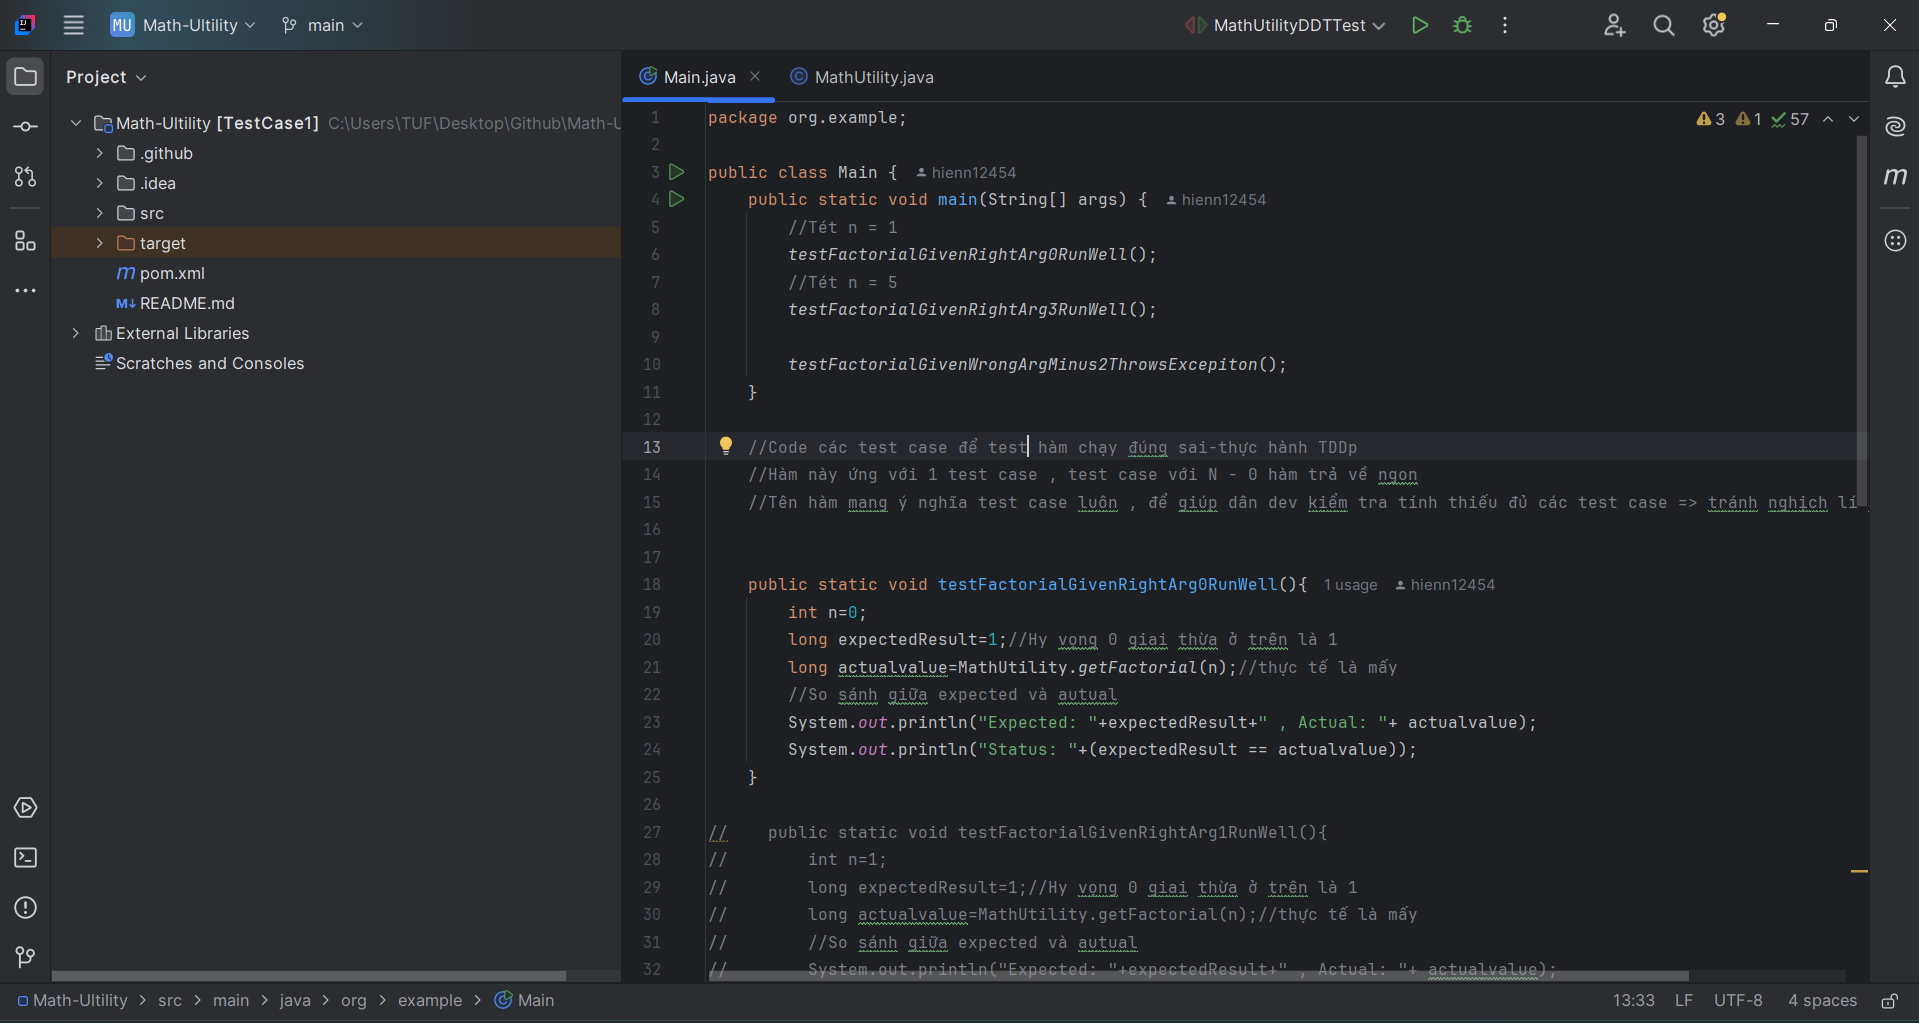 MU Math-Ultility main MathUtilityDDTTest
Project
Main.java MathUtility.java
Math-Ultility [TestCase1] C:\Users\TUF\Desktop\Github\Math-U
.github
.idea
src
target
pom.xml
README.md
External Libraries
Scratches and Consoles
3 1 57
1 package org.example;
2
3 public class Main { hienn12454
4 public static void main(String[] args) { hienn12454
5 //Tét n = 1
6 testFactorialGivenRightArg0RunWell();
7 //Tét n = 5
8 testFactorialGivenRightArg3RunWell();
9
10 testFactorialGivenWrongArgMinus2ThrowsExcepiton();
11 }
12
13 //Code các test case để test hàm chạy đúng sai-thực hành TDDp
14 //Hàm này ứng với 1 test case , test case với N - 0 hàm trả về ngon
15 //Tên hàm mang ý nghĩa test case luôn , để giúp dân dev kiểm tra tính thiếu đủ các test case => tránh nghịch lí
16
17
18 public static void testFactorialGivenRightArg0RunWell(){ 1 usage hienn12454
19 int n=0;
20 long expectedResult=1;//Hy vọng 0 giai thừa ở trên là 1
21 long actualvalue=MathUtility.getFactorial(n);//thực tế là mấy
22 //So sánh giữa expected và autual
23 System.out.println("Expected: "+expectedResult+" , Actual: "+ actualvalue);
24 System.out.println("Status: "+(expectedResult == actualvalue));
25 }
26
27 // public static void testFactorialGivenRightArg1RunWell(){
28 // int n=1;
29 // long expectedResult=1;//Hy vọng 0 giai thừa ở trên là 1
30 // long actualvalue=MathUtility.getFactorial(n);//thực tế là mấy
31 // //So sánh giữa expected và autual
32 // System.out.println("Expected: "+expectedResult+" , Actual: "+ actualvalue);
Math-Ultility > src > main > java > org > example > Main 13:33 LF UTF-8 4 spaces